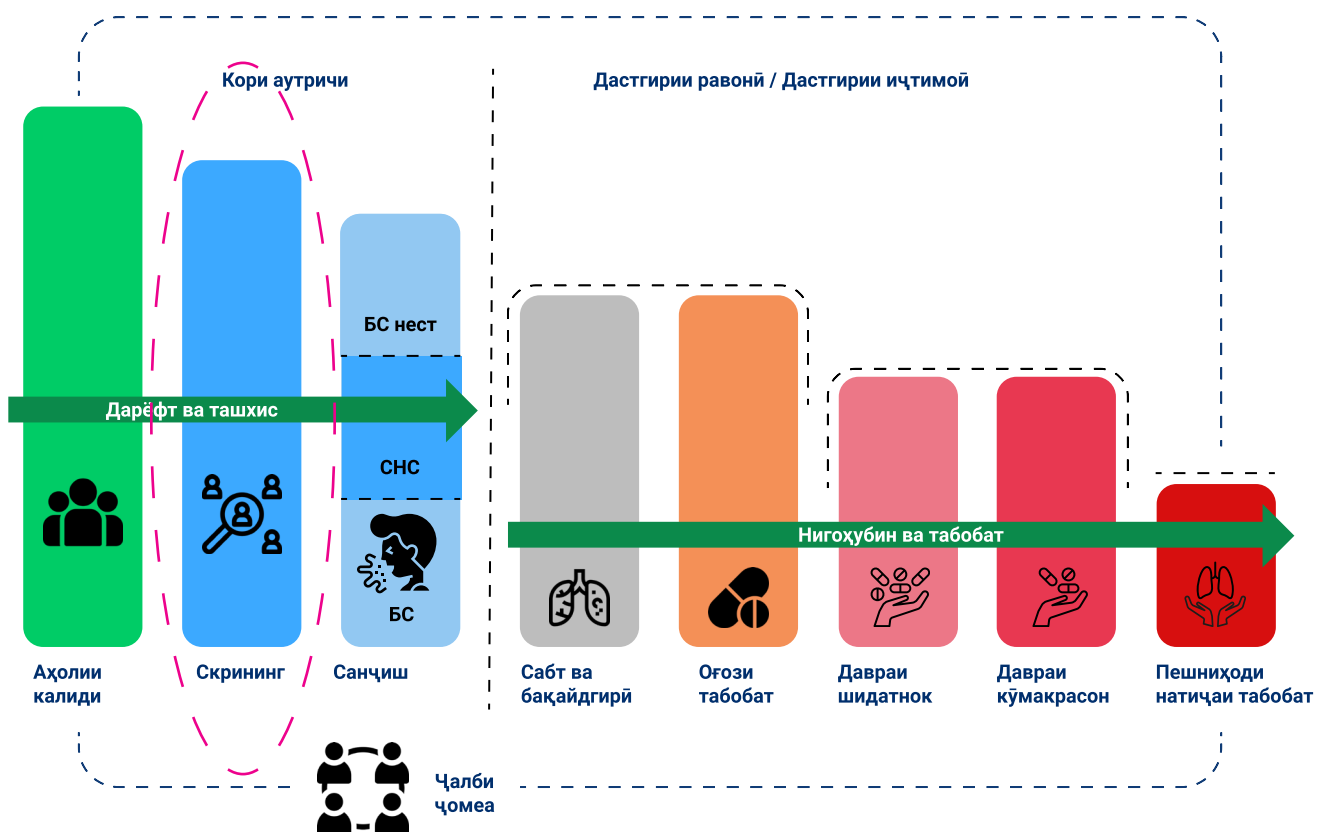 Кори аутричи
Дастгирии равонӣ / Дастгирии иҷтимоӣ
БС нест
Дарёфт ва ташхис
СНС
БС
Нигоҳубин ва табобат
Аҳолии
калиди
Скрининг
Санҷиш
Сабт ва
бақайдгирӣ
Оғози
табобат
Давраи
шидатнок
Давраи
кӯмакрасон
Пешниҳоди
натиҷаи табобат
Ҷалби
ҷомеа